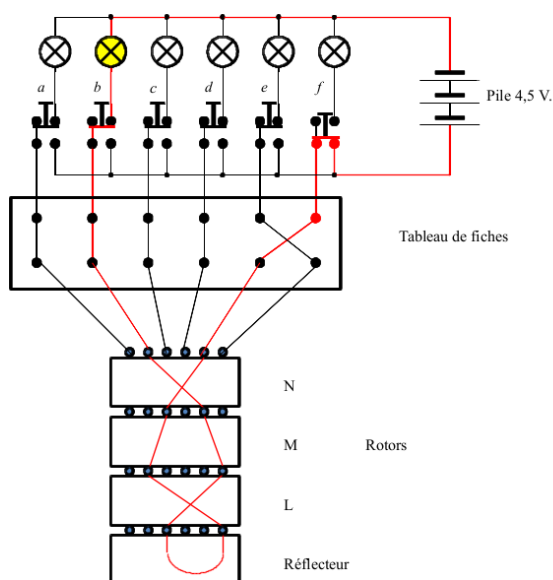 a b c d e f
Pile 4,5 V.
Tableau de fiches
N
M Rotors
L
Réflecteur